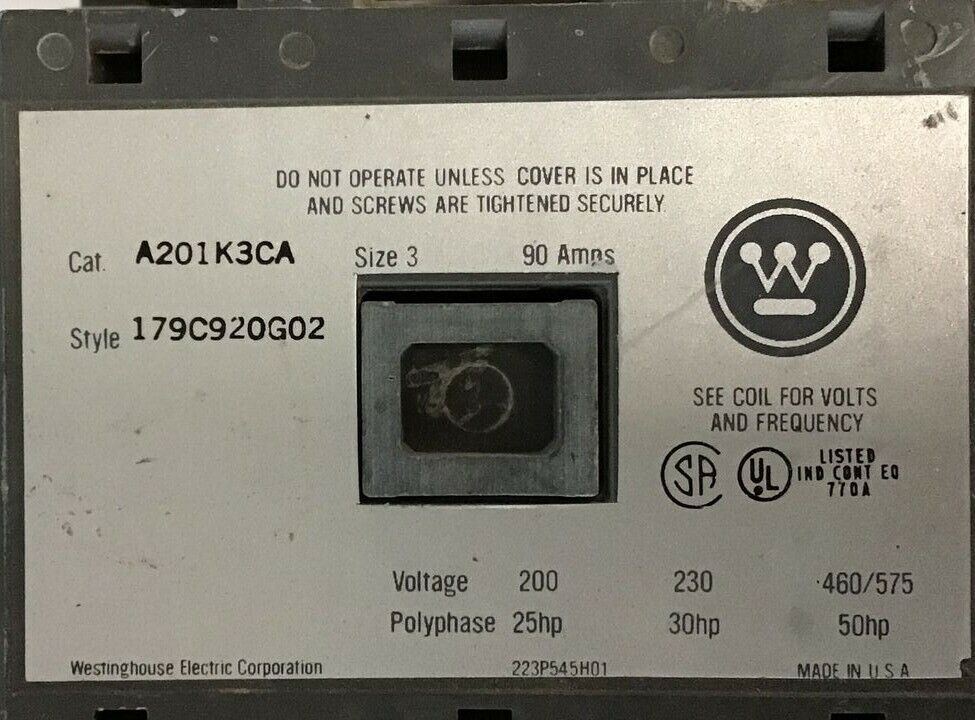 DO NOT OPERATE UNLESS COVER IS IN PLACE
AND SCREWS ARE TIGHTENED SECURELY
Cat. A201K3CA Size 3 90 Amps
Style 179C920G02
SEE COIL FOR VOLTS
AND FREQUENCY
SA UL LISTED
IND CONT EQ
770A
Voltage 200 230 460/575
Polyphase 25hp 30hp 50hp
Westinghouse Electric Corporation 223P545H01 MADE IN U S A